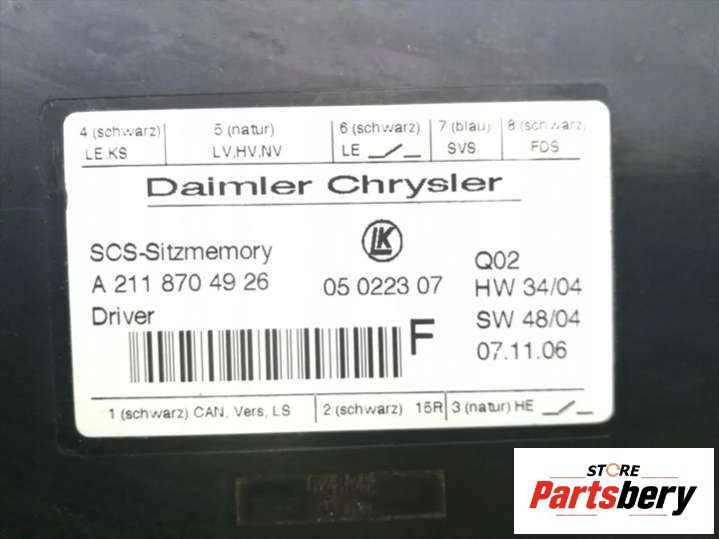 4 (schwarz) 5 (natur) 6 (schwarz) 7 (blau) 8 (schwarz)
LE,KS LV,HV,NV LE SVS FDS
Daimler Chrysler
SCS-Sitzmemory LK Q02
A 211 870 49 26 05 0223 07 HW 34/04
Driver SW 48/04
F 07.11.06
1 (schwarz) CAN, Vers, LS 2 (schwarz) 15R 3 (natur) HE
STORE
Partsbery